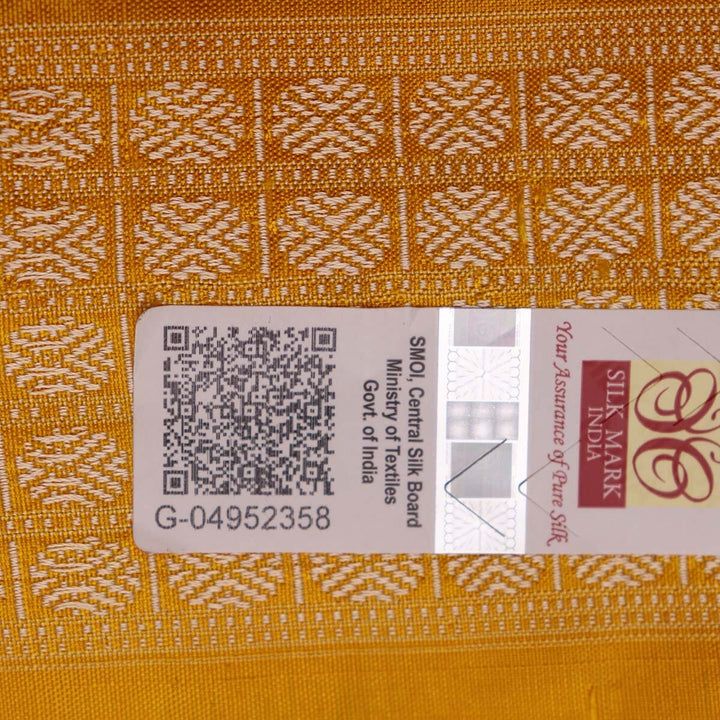 G-04952358
SMOI, Central Silk Board
Ministry of Textiles
Govt. of India
Your Assurance of Pure Silk
SILK MARK
INDIA